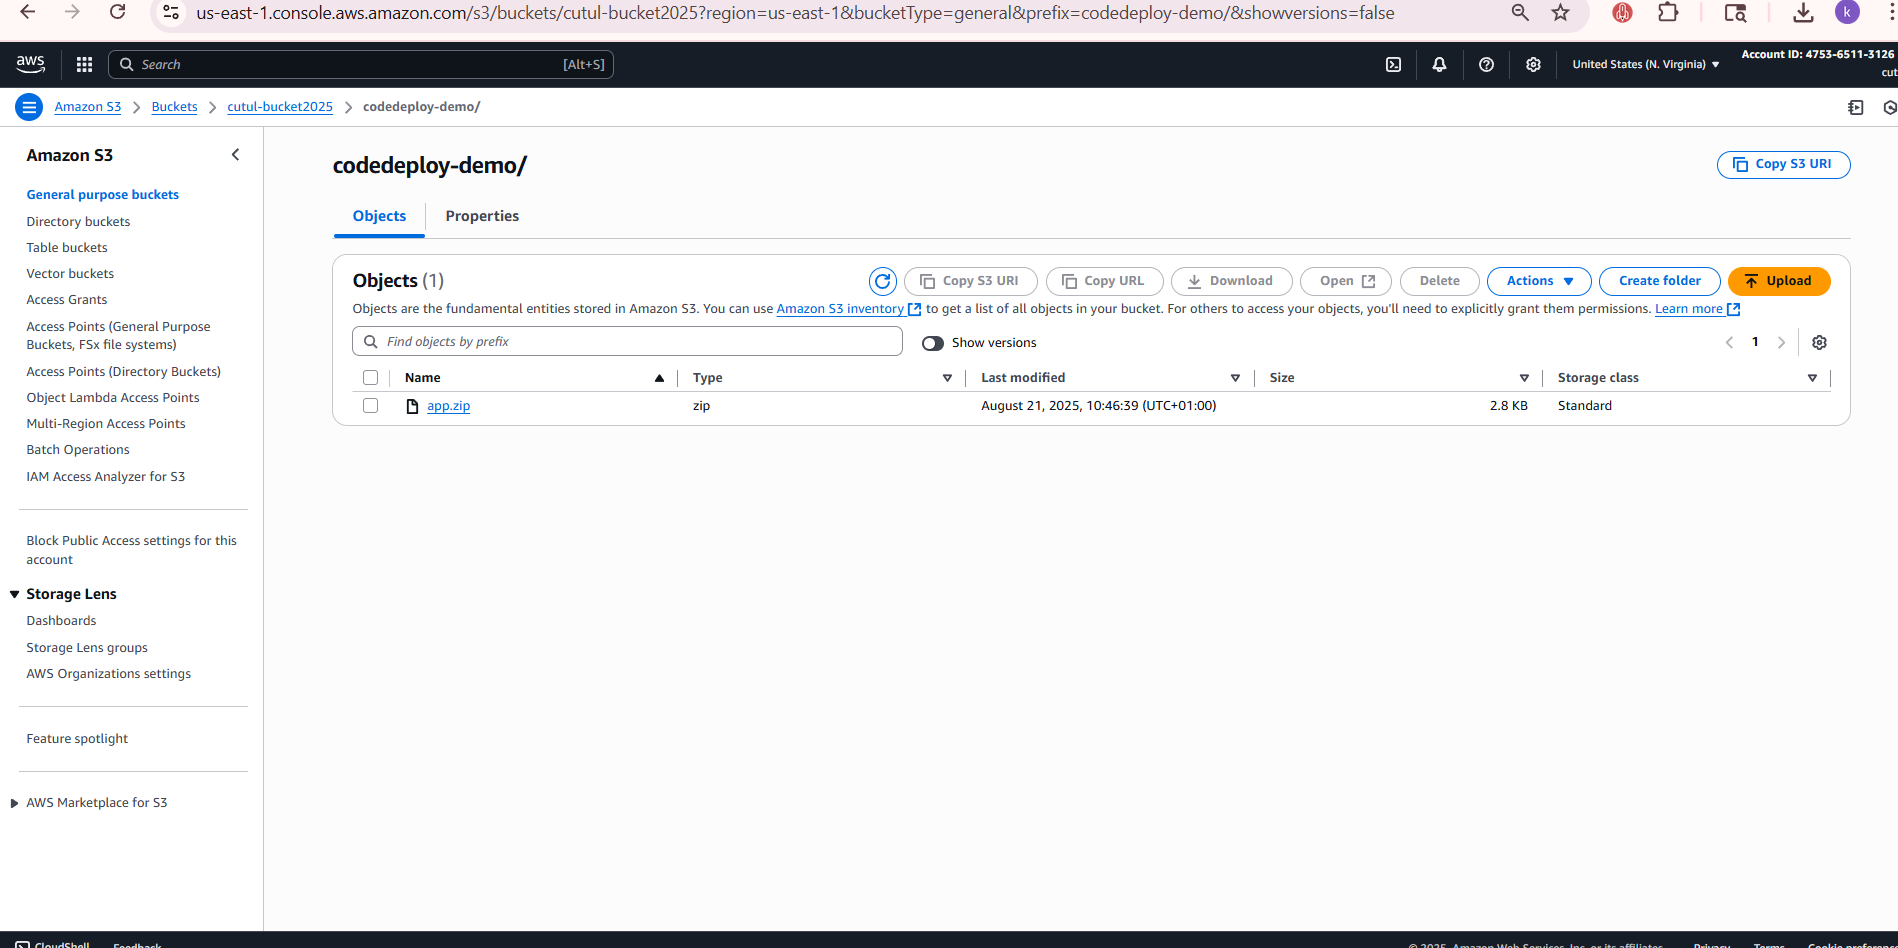 us-east-1.console.aws.amazon.com/s3/buckets/cutul-bucket2025?region=us-east-1&bucketType=general&prefix=codedeploy-demo/&showversions=false
k
aws
Search
[Alt+S]
United States (N. Virginia)
Account ID: 4753-6511-3126
cut
Amazon S3
Buckets
cutul-bucket2025
codedeploy-demo/
Amazon S3
General purpose buckets
Directory buckets
Table buckets
Vector buckets
Access Grants
Access Points (General Purpose
Buckets, FSx file systems)
Access Points (Directory Buckets)
Object Lambda Access Points
Multi-Region Access Points
Batch Operations
IAM Access Analyzer for S3
Block Public Access settings for this
account
Storage Lens
Dashboards
Storage Lens groups
AWS Organizations settings
Feature spotlight
AWS Marketplace for S3
codedeploy-demo/
Copy S3 URI
Objects
Properties
Objects (1)
Copy S3 URI
Copy URL
Download
Open
Delete
Actions
Create folder
Upload
Objects are the fundamental entities stored in Amazon S3. You can use Amazon S3 inventory to get a list of all objects in your bucket. For others to access your objects, you'll need to explicitly grant them permissions. Learn more
Find objects by prefix
Show versions
1
Name Type Last modified Size Storage class
app.zip zip August 21, 2025, 10:46:39 (UTC+01:00) 2.8 KB Standard
CloudShell Feedback
© 2025, Amazon Web Services, Inc. or its affiliates. Privacy Terms Cookie preferences